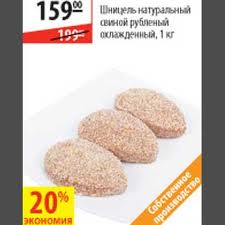 159⁰⁰
199⁰⁰
Шницель натуральный
свиной рубленый
охлажденный, 1 кг
20%
ЭКОНОМИЯ
Собственное
производство